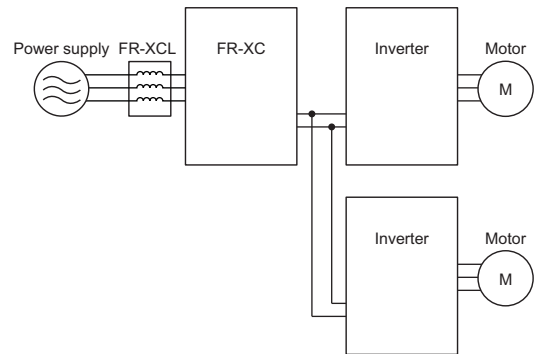 Power supply
FR-XCL
FR-XC
Inverter
Motor
M
Inverter
Motor
M